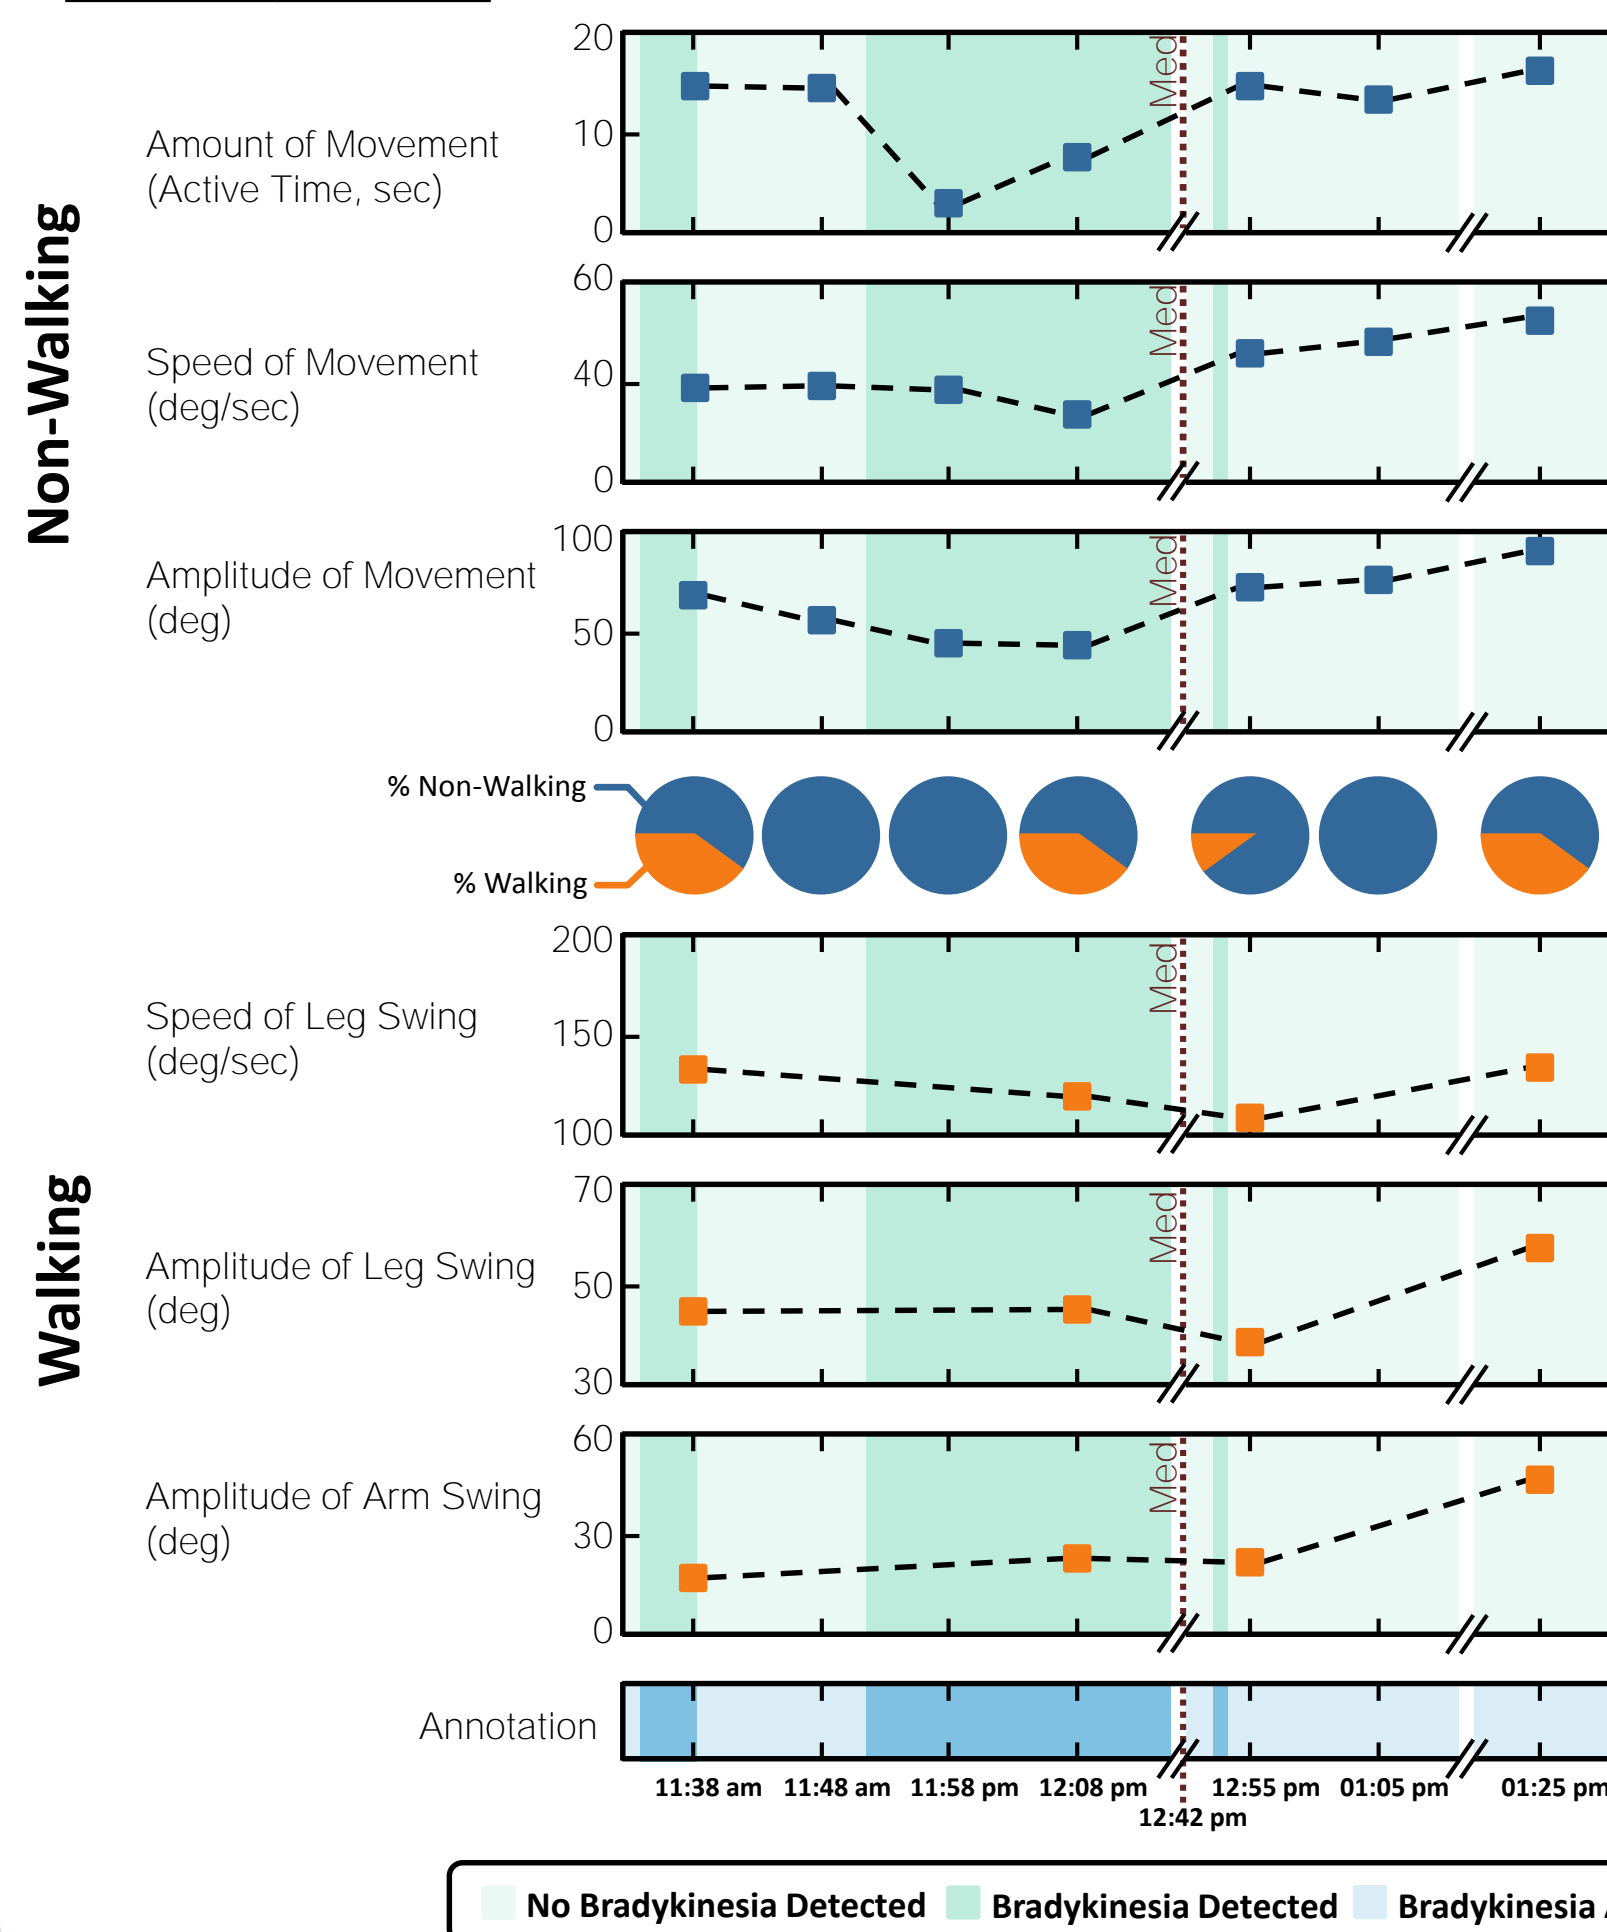 20
Med
Amount of Movement
(Active Time, sec)
10
0
Non-Walking
60
Med
Speed of Movement
(deg/sec)
40
0
100
Med
Amplitude of Movement
(deg)
50
0
% Non-Walking
% Walking
200
Med
Speed of Leg Swing
(deg/sec)
150
100
Walking
70
Med
Amplitude of Leg Swing
(deg)
50
30
60
Med
Amplitude of Arm Swing
(deg)
30
0
Annotation
11:38 am 11:48 am 11:58 pm 12:08 pm 12:55 pm 01:05 pm 01:25 pm
12:42 pm
No Bradykinesia Detected Bradykinesia Detected Bradykinesia